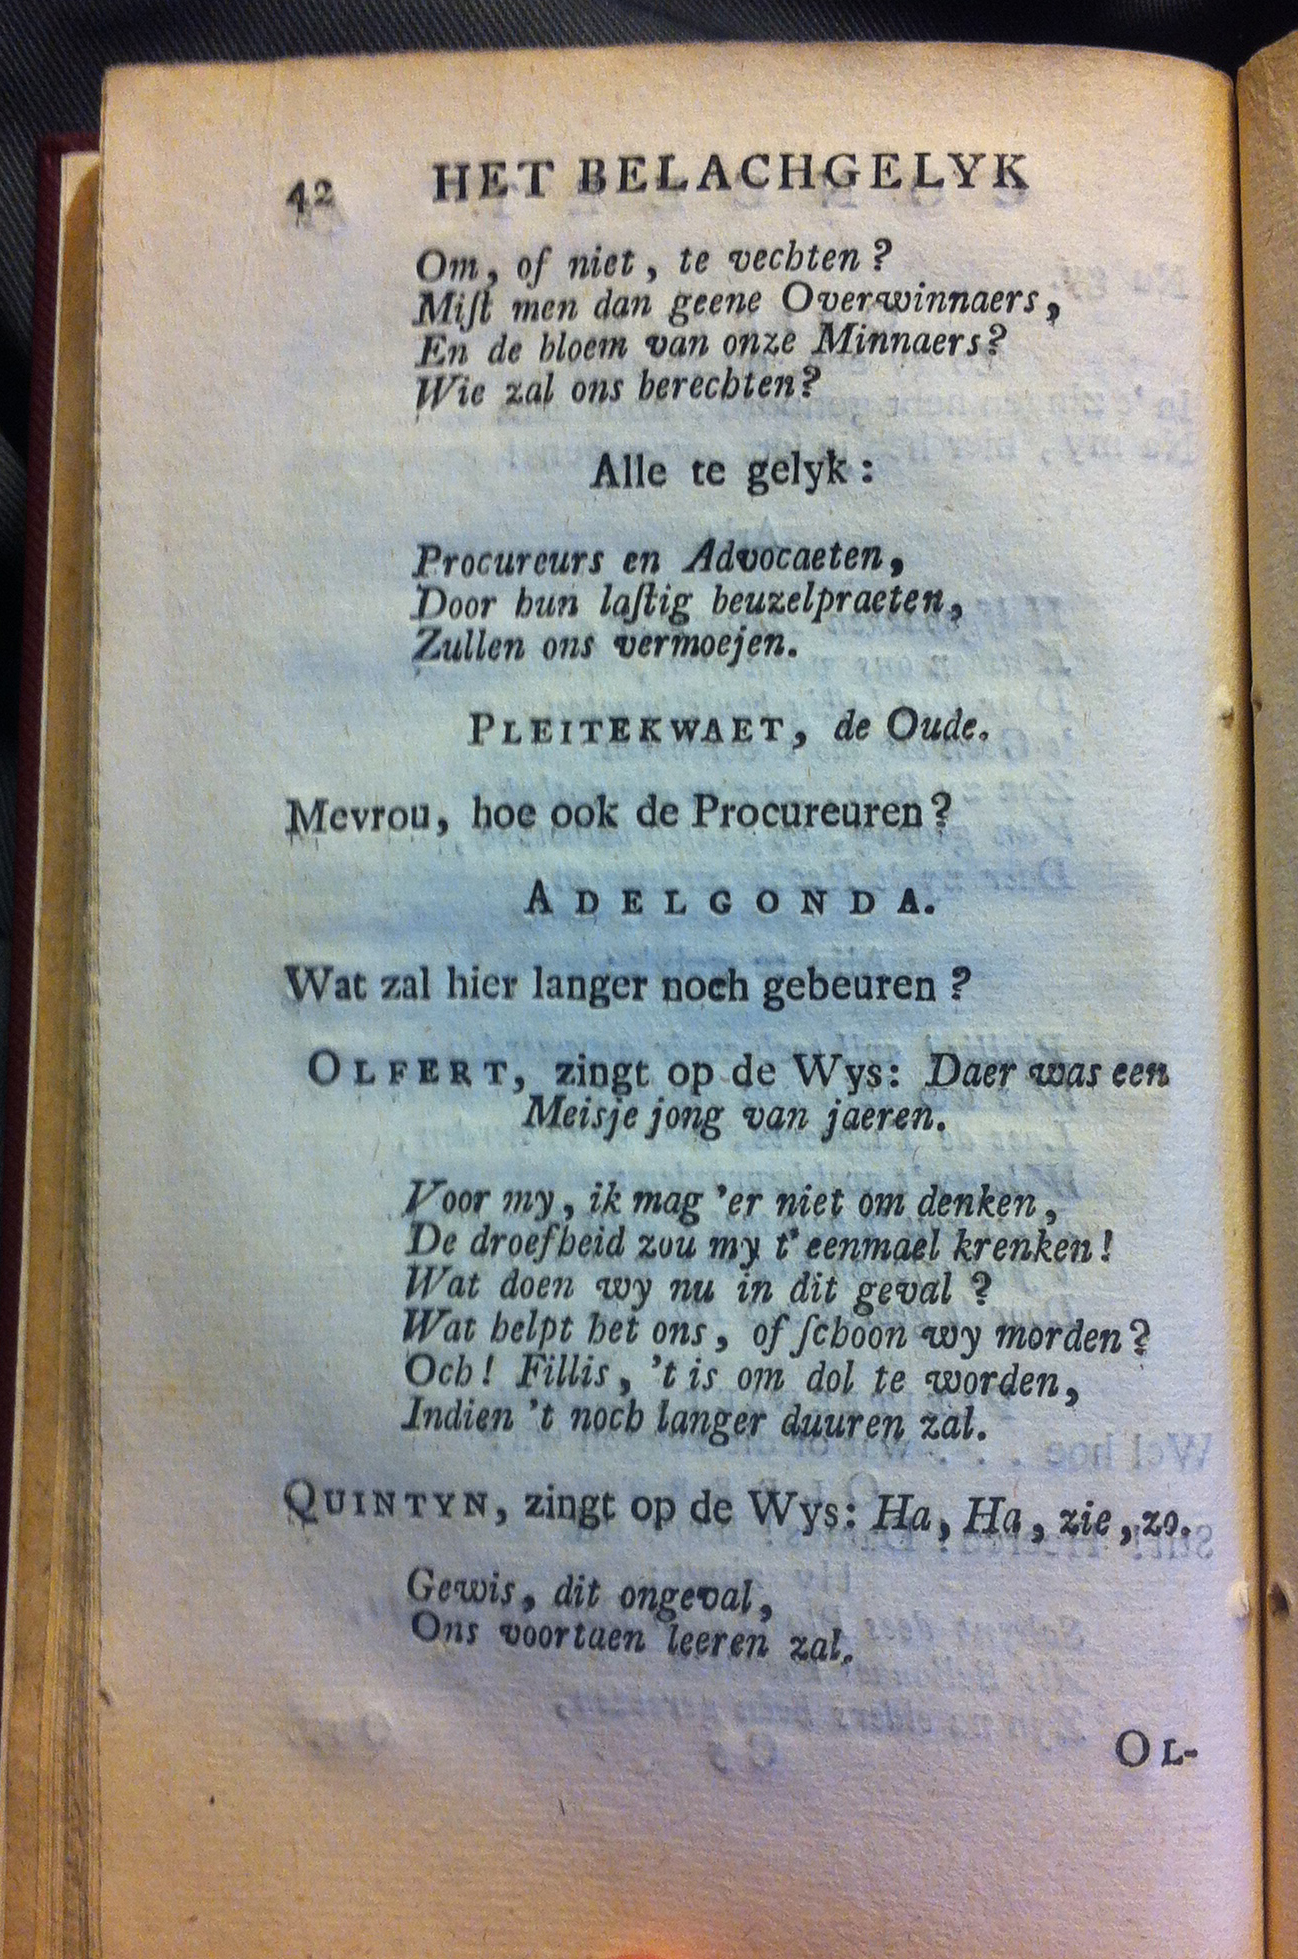 42 HET BELACHGELYK
Om, of niet, te vechten?
Miſt men dan geene Overwinnaers,
En de bloem van onze Minnaers?
Wie zal ons berechten?
Alle te gelyk:
Procureurs en Advocaeten,
Door hun laſtig beuzelpraeten,
Zullen ons vermoejen.
PLEITEKWAET, de Oude.
Mevrou, hoe ook de Procureuren?
ADELGONDA.
Wat zal hier langer noch gebeuren?
OLFERT, zingt op de Wys: Daer was een
Meisje jong van jaeren.
Voor my, ik mag 'er niet om denken,
De droefheid zou my t' eenmael krenken!
Wat doen wy nu in dit geval?
Wat helpt het ons, of ſchoon wy morden?
Och! Fillis, 't is om dol te worden,
Indien 't noch langer duuren zal.
QUINTYN, zingt op de Wys: Ha, Ha, zie, zo.
Gewis, dit ongeval,
Ons voortaen leeren zal.
OL-